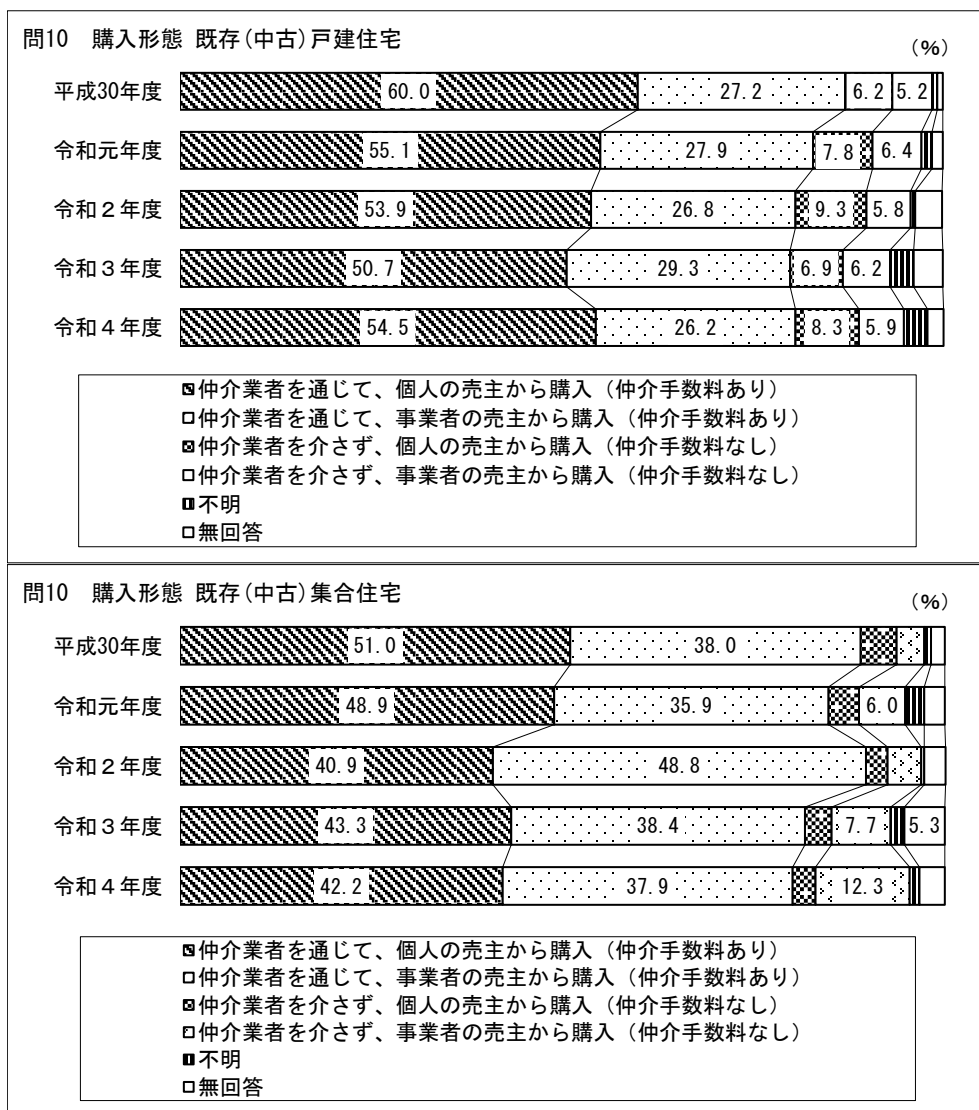 問10　購入形態 既存(中古)戸建住宅
(%)
平成30年度 60.0 27.2 6.2 5.2
令和元年度 55.1 27.9 7.8 6.4
令和２年度 53.9 26.8 9.3 5.8
令和３年度 50.7 29.3 6.9 6.2
令和４年度 54.5 26.2 8.3 5.9
仲介業者を通じて、個人の売主から購入（仲介手数料あり）
仲介業者を通じて、事業者の売主から購入（仲介手数料あり）
仲介業者を介さず、個人の売主から購入（仲介手数料なし）
仲介業者を介さず、事業者の売主から購入（仲介手数料なし）
不明
無回答
問10　購入形態 既存(中古)集合住宅
(%)
平成30年度 51.0 38.0
令和元年度 48.9 35.9 6.0
令和２年度 40.9 48.8
令和３年度 43.3 38.4 7.7 5.3
令和４年度 42.2 37.9 12.3
仲介業者を通じて、個人の売主から購入（仲介手数料あり）
仲介業者を通じて、事業者の売主から購入（仲介手数料あり）
仲介業者を介さず、個人の売主から購入（仲介手数料なし）
仲介業者を介さず、事業者の売主から購入（仲介手数料なし）
不明
無回答